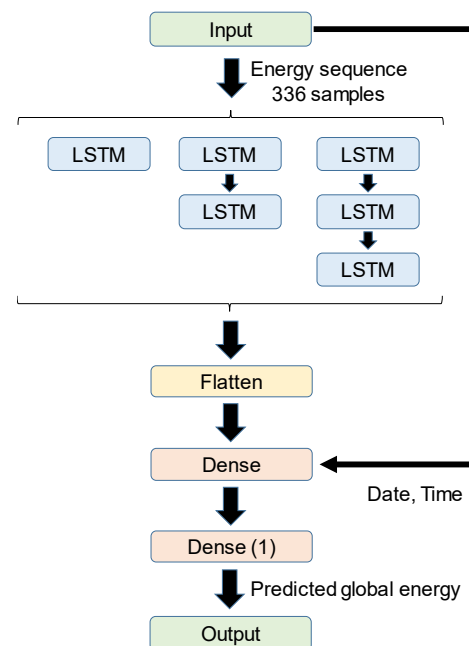 Input
Energy sequence
336 samples
LSTM
LSTM
LSTM
LSTM
LSTM
LSTM
Flatten
Dense
Date, Time
Dense (1)
Predicted global energy
Output